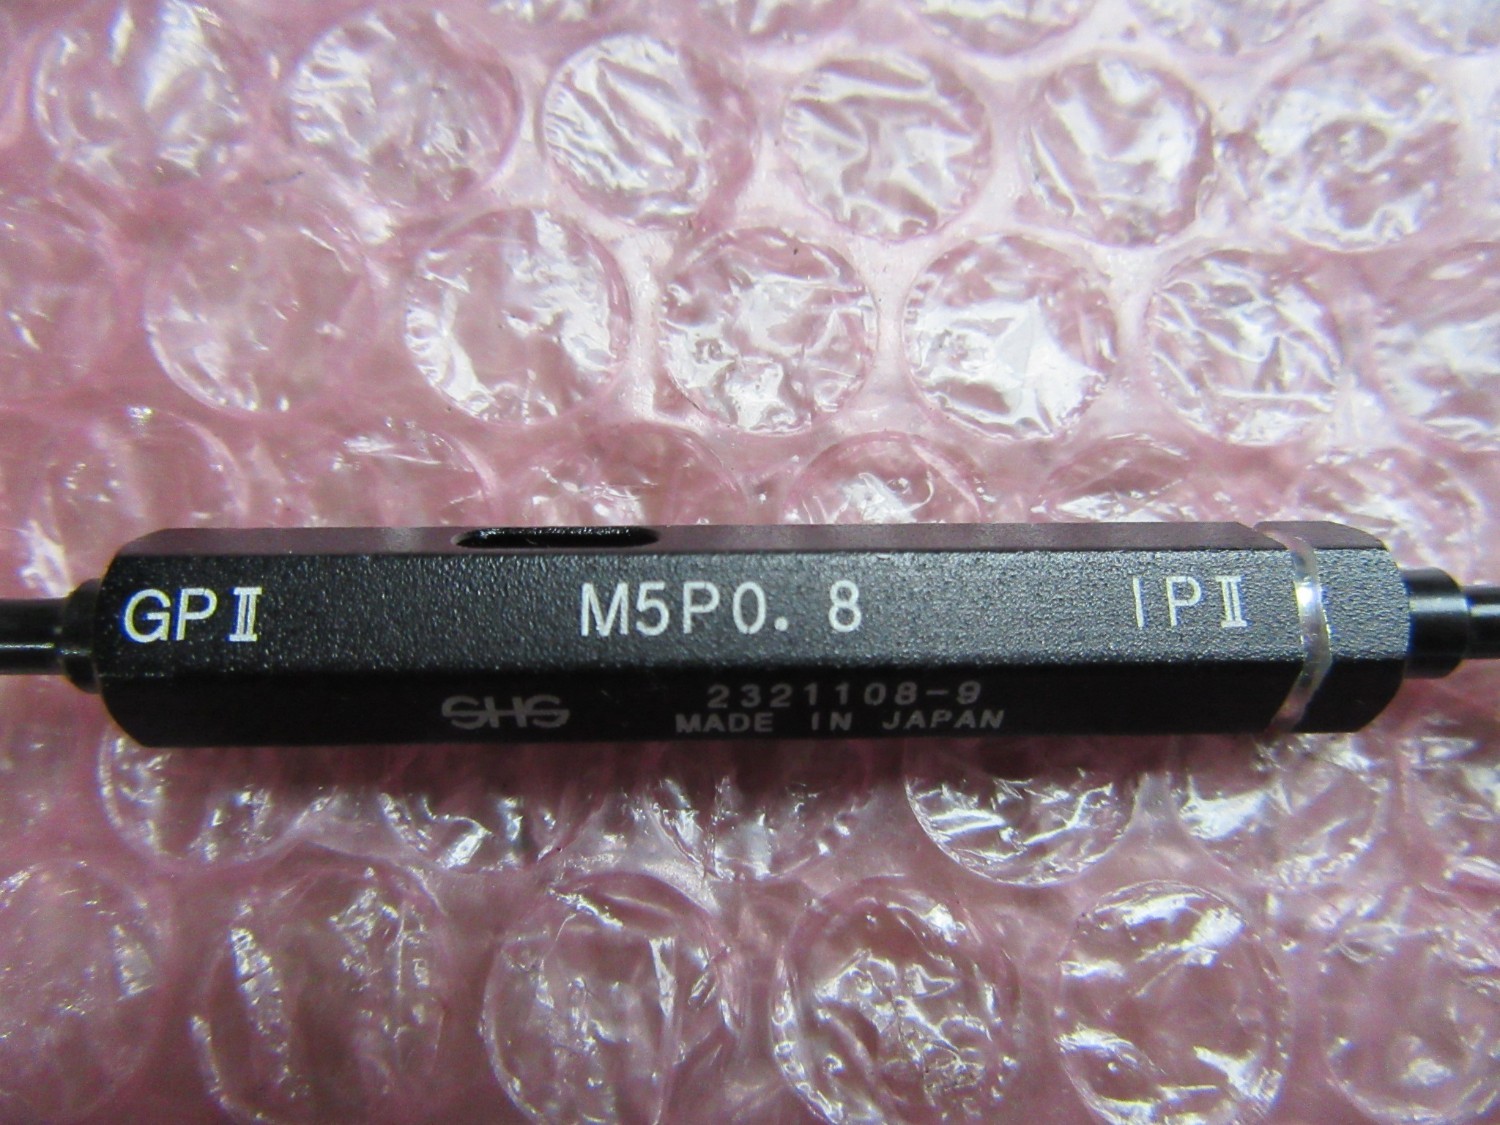 GPⅡ M5P0.8 IPⅡ
SHS 2321108-9
MADE IN JAPAN